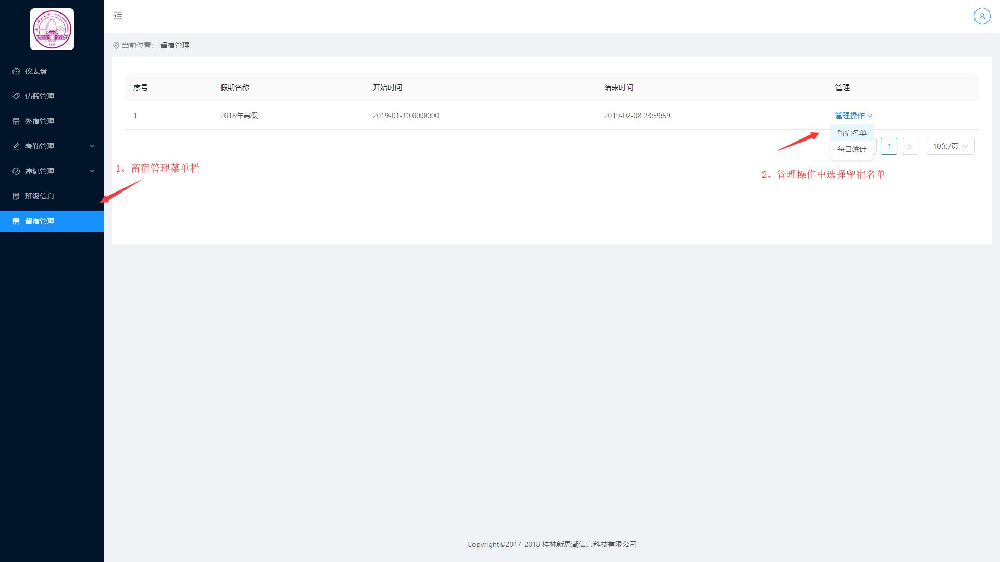 1932
仪表盘
请假管理
外宿管理
考勤管理
违纪管理
班级信息
留宿管理
当前位置： 留宿管理
序号 假期名称 开始时间 结束时间 管理
1 2018年寒假 2019-01-10 00:00:00 2019-02-08 23:59:59 管理操作
留宿名单
每日统计
1 > 10条/页
1、留宿管理菜单栏
2、管理操作中选择留宿名单
Copyright©2017-2018 桂林新思潮信息科技有限公司